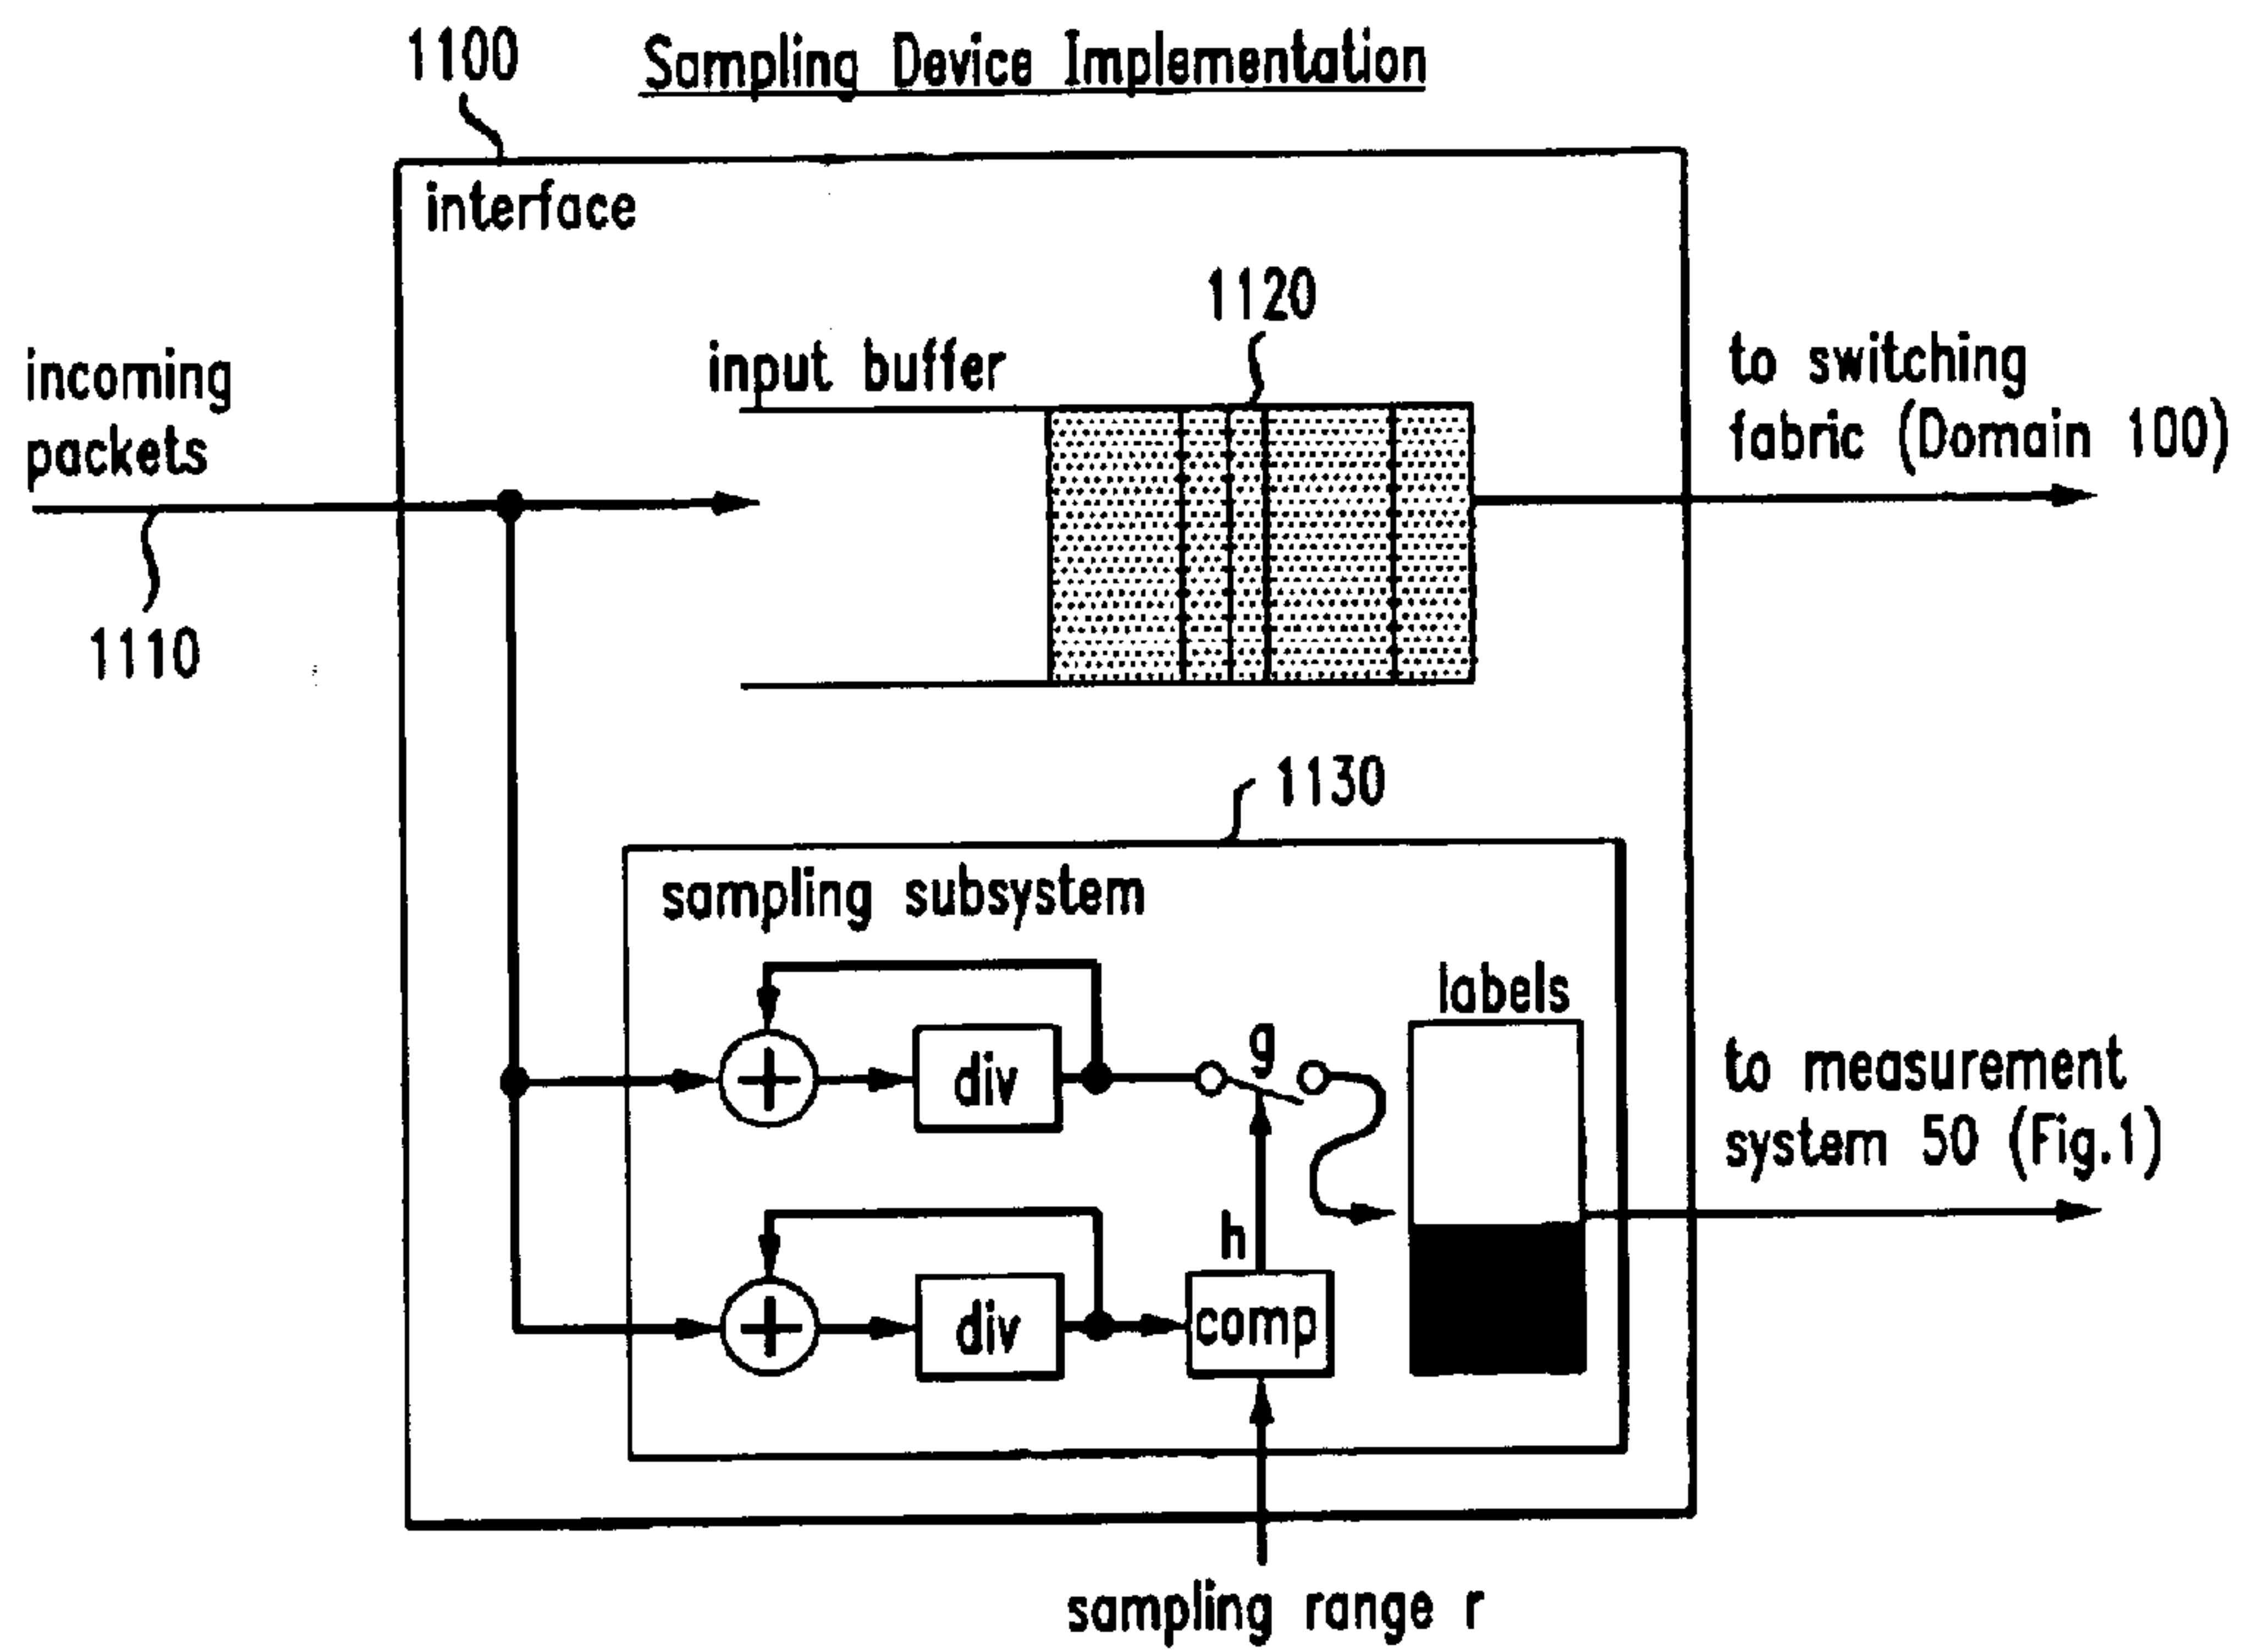 Sampling Device Implementation
1100
interface
1120
incoming
packets
input buffer
to switching
fabric (Domain 100)
1110
1130
sampling subsystem
labels
+
div
g
to measurement
system 50 (Fig.1)
h
+
div
comp
sampling range r